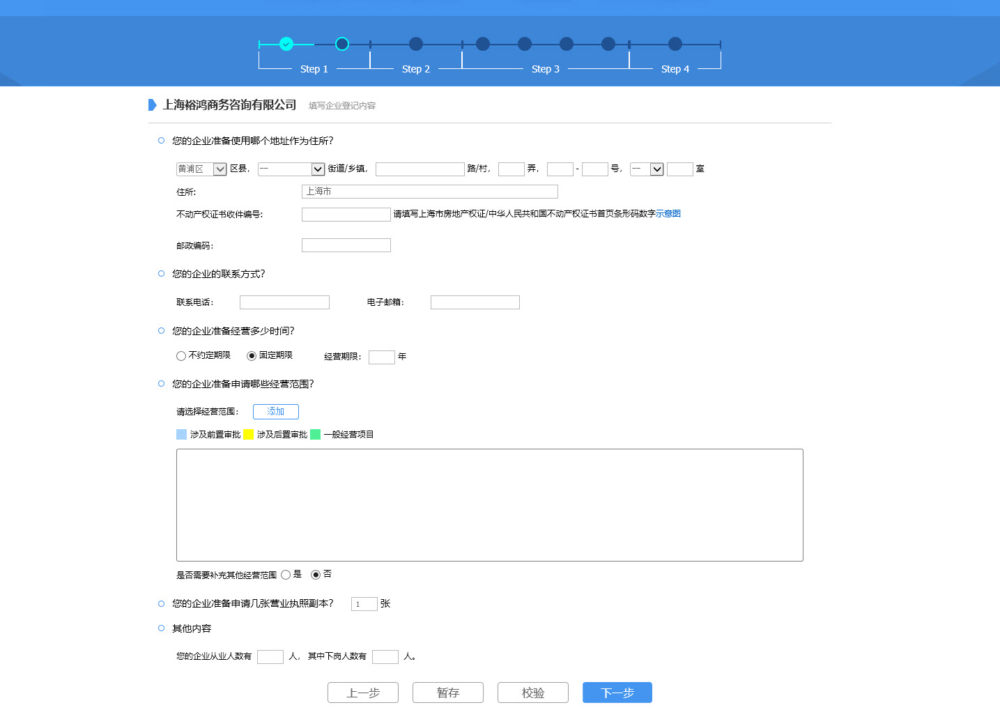 Step 1 Step 2 Step 3 Step 4
上海裕鸿商务咨询有限公司 填写企业登记内容
您的企业准备使用哪个地址作为住所?
黄浦区 区县, -- 街道/乡镇, 路/村, 弄, - 号, -- 室
住所: 上海市
不动产权证书收件编号: 请填写上海市房地产权证/中华人民共和国不动产权证书首页条形码数字示意图
邮政编码:
您的企业的联系方式?
联系电话: 电子邮箱:
您的企业准备经营多少时间?
不约定期限 固定期限 经营期限: 年
您的企业准备申请哪些经营范围?
请选择经营范围: 添加
涉及前置审批 涉及后置审批 一般经营项目
是否需要补充其他经营范围 是 否
您的企业准备申请几张营业执照副本? 1 张
其他内容
您的企业从业人数有 人, 其中下岗人数有 人。
上一步 暂存 校验 下一步